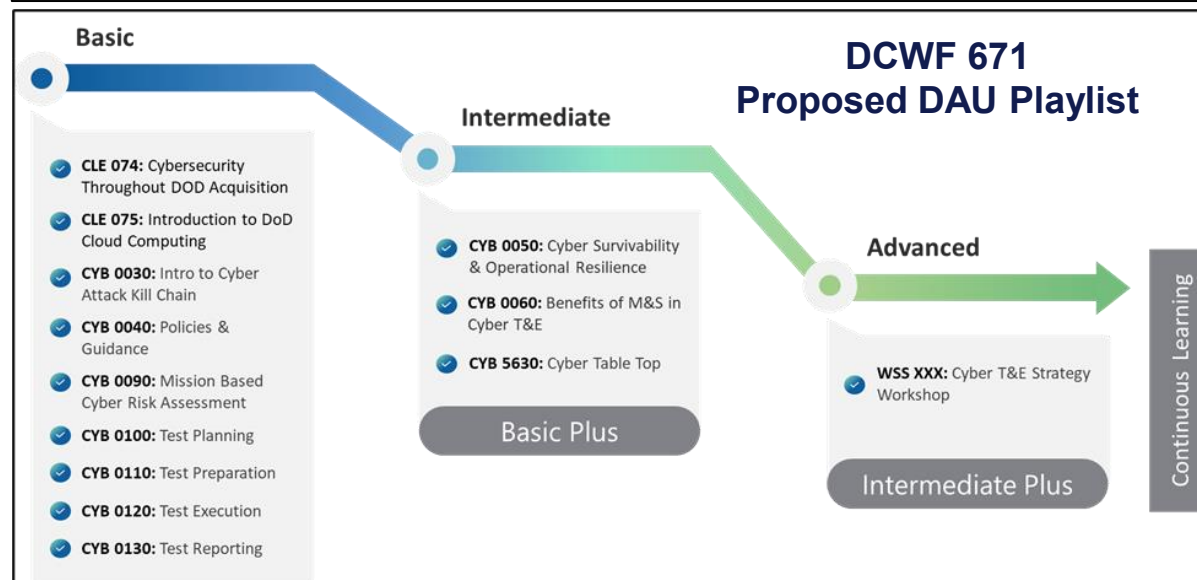 Basic
DCWF 671
Proposed DAU Playlist
Intermediate
CLE 074: Cybersecurity
Throughout DOD Acquisition
CLE 075: Introduction to DoD
Cloud Computing
CYB 0030: Intro to Cyber
Attack Kill Chain
CYB 0040: Policies &
Guidance
CYB 0090: Mission Based
Cyber Risk Assessment
CYB 0100: Test Planning
CYB 0110: Test Preparation
CYB 0120: Test Execution
CYB 0130: Test Reporting
CYB 0050: Cyber Survivability
& Operational Resilience
CYB 0060: Benefits of M&S in
Cyber T&E
CYB 5630: Cyber Table Top
Basic Plus
Advanced
WSS XXX: Cyber T&E Strategy
Workshop
Intermediate Plus
Continuous Learning